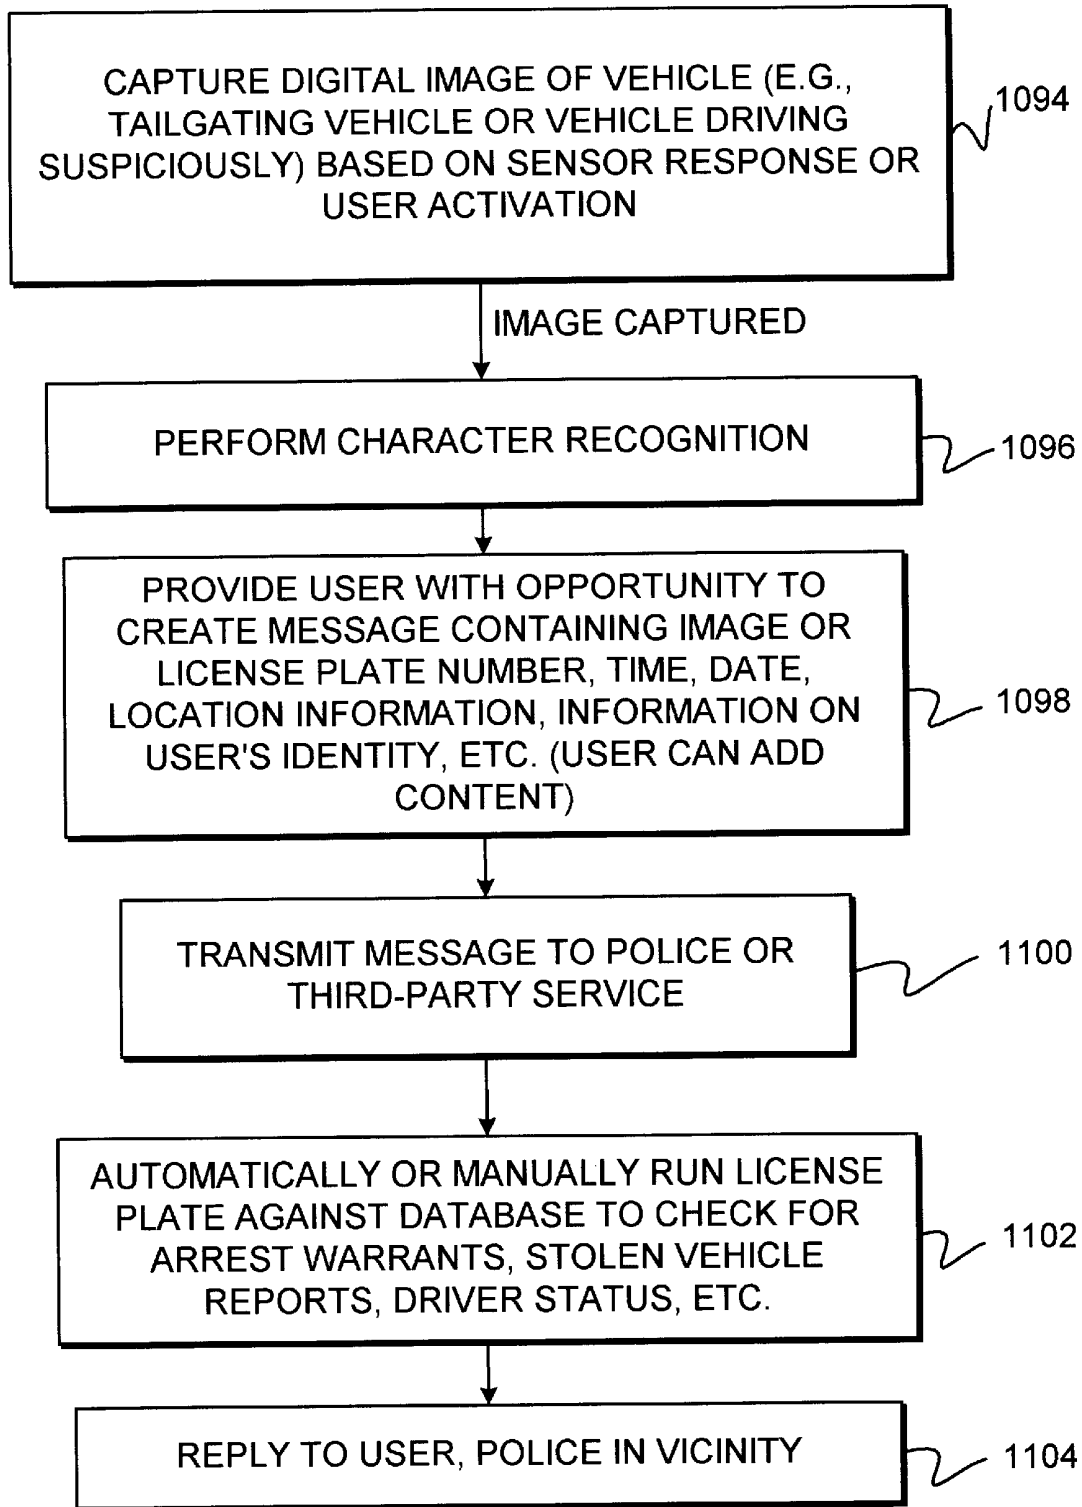 CAPTURE DIGITAL IMAGE OF VEHICLE (E.G.,
TAILGATING VEHICLE OR VEHICLE DRIVING
SUSPICIOUSLY) BASED ON SENSOR RESPONSE OR
USER ACTIVATION
1094
IMAGE CAPTURED
PERFORM CHARACTER RECOGNITION
1096
PROVIDE USER WITH OPPORTUNITY TO
CREATE MESSAGE CONTAINING IMAGE OR
LICENSE PLATE NUMBER, TIME, DATE,
LOCATION INFORMATION, INFORMATION ON
USER'S IDENTITY, ETC. (USER CAN ADD
CONTENT)
1098
TRANSMIT MESSAGE TO POLICE OR
THIRD-PARTY SERVICE
1100
AUTOMATICALLY OR MANUALLY RUN LICENSE
PLATE AGAINST DATABASE TO CHECK FOR
ARREST WARRANTS, STOLEN VEHICLE
REPORTS, DRIVER STATUS, ETC.
1102
REPLY TO USER, POLICE IN VICINITY
1104